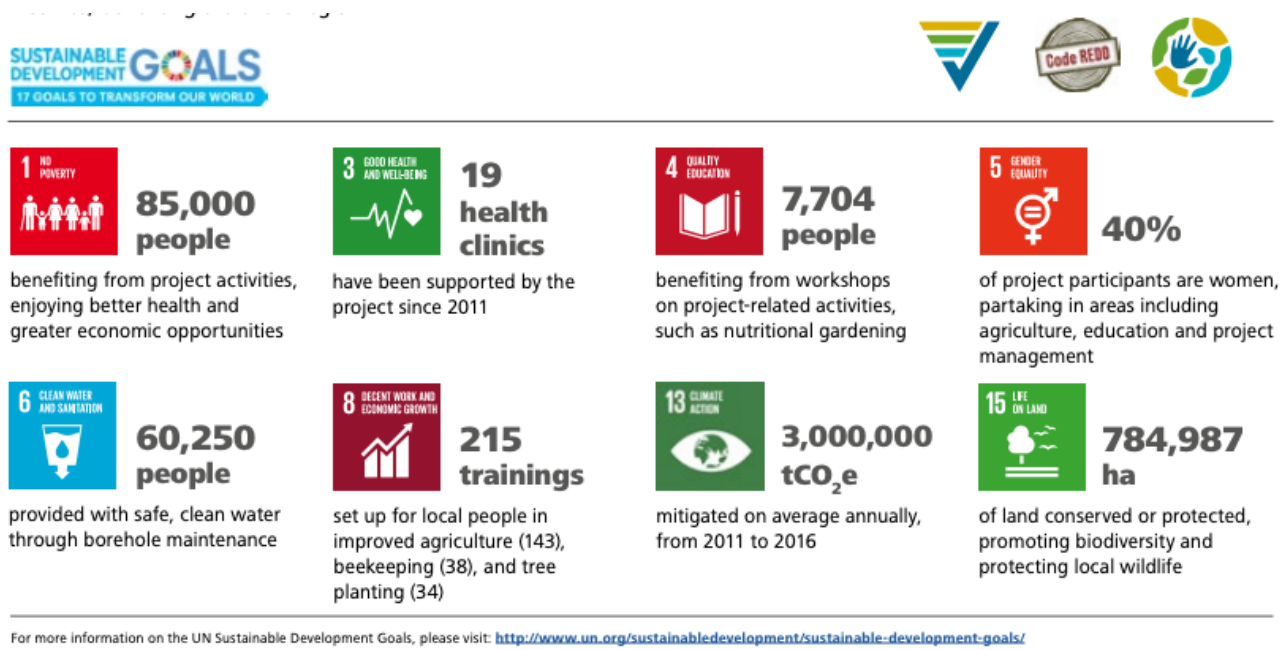 SUSTAINABLE
DEVELOPMENT GOALS
17 GOALS TO TRANSFORM OUR WORLD
Code REDD
1 NO
POVERTY
85,000
people
benefiting from project activities,
enjoying better health and
greater economic opportunities
3 GOOD HEALTH
AND WELL-BEING
19
health
clinics
have been supported by the
project since 2011
4 QUALITY
EDUCATION
7,704
people
benefiting from workshops
on project-related activities,
such as nutritional gardening
5 GENDER
EQUALITY
40%
of project participants are women,
partaking in areas including
agriculture, education and project
management
6 CLEAN WATER
AND SANITATION
60,250
people
provided with safe, clean water
through borehole maintenance
8 DECENT WORK AND
ECONOMIC GROWTH
215
trainings
set up for local people in
improved agriculture (143),
beekeeping (38), and tree
planting (34)
13 CLIMATE
ACTION
3,000,000
tCO₂e
mitigated on average annually,
from 2011 to 2016
15 LIFE
ON LAND
784,987
ha
of land conserved or protected,
promoting biodiversity and
protecting local wildlife
For more information on the UN Sustainable Development Goals, please visit: http://www.un.org/sustainabledevelopment/sustainable-development-goals/